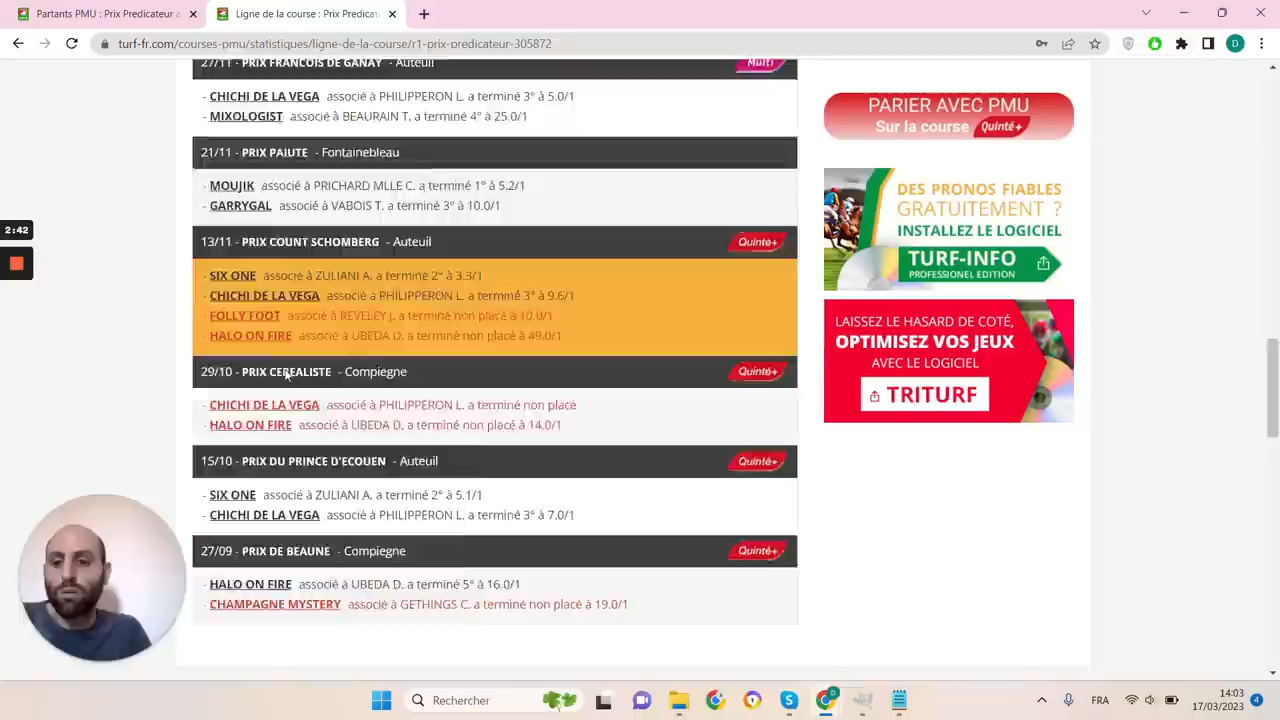 Partants PMU : Prix Predicateur a
Ligne de la course : Prix Predicat
turf-fr.com/courses-pmu/statistiques/ligne-de-la-course/r1-prix-predicateur-305872
D
27/11 - PRIX FRANCOIS DE GANAY - Auteuil Multi
- CHICHI DE LA VEGA associé à PHILIPPERON L. a terminé 3° à 5.0/1
- MIXOLOGIST associé à BEAURAIN T, a terminé 4° à 25.0/1
21/11 - PRIX PAIUTE - Fontainebleau
- MOUJIK associé à PRICHARD MLLE C. a terminé 1° à 5.2/1
- GARRYGAL associé à VABOIS T. a terminé 3° à 10.0/1
13/11 - PRIX COUNT SCHOMBERG - Auteuil Quinté+
- SIX ONE associé à ZULIANI A. a terminé 2° à 3.3/1
- CHICHI DE LA VEGA associé à PHILIPPERON L. a terminé 3° à 9.6/1
- FOLLY FOOT associé à REVELEY J. a terminé non placé à 10.0/1
- HALO ON FIRE associé à UBEDA D. a terminé non placé à 49.0/1
29/10 - PRIX CEREALISTE - Compiegne Quinté+
- CHICHI DE LA VEGA associé à PHILIPPERON L. a terminé non placé
- HALO ON FIRE associé à UBEDA D. a terminé non placé à 14.0/1
15/10 - PRIX DU PRINCE D'ECOUEN - Auteuil Quinté+
- SIX ONE associé à ZULIANI A. a terminé 2° à 5.1/1
- CHICHI DE LA VEGA associé à PHILIPPERON L. a terminé 3° à 7.0/1
27/09 - PRIX DE BEAUNE - Compiegne Quinté+
- HALO ON FIRE associé à UBEDA D. a terminé 5° à 16.0/1
- CHAMPAGNE MYSTERY associé à GETHINGS C. a terminé non placé à 19.0/1
PARIER AVEC PMU
Sur la course Quinté+
DES PRONOS FIABLES
GRATUITEMENT ?
INSTALLEZ LE LOGICIEL
TURF-INFO
PROFESSIONEL EDITION
LAISSEZ LE HASARD DE COTÉ,
OPTIMISEZ VOS JEUX
AVEC LE LOGICIEL
TRITURF
2:42
Rechercher
D
FR
14:03
17/03/2023
4